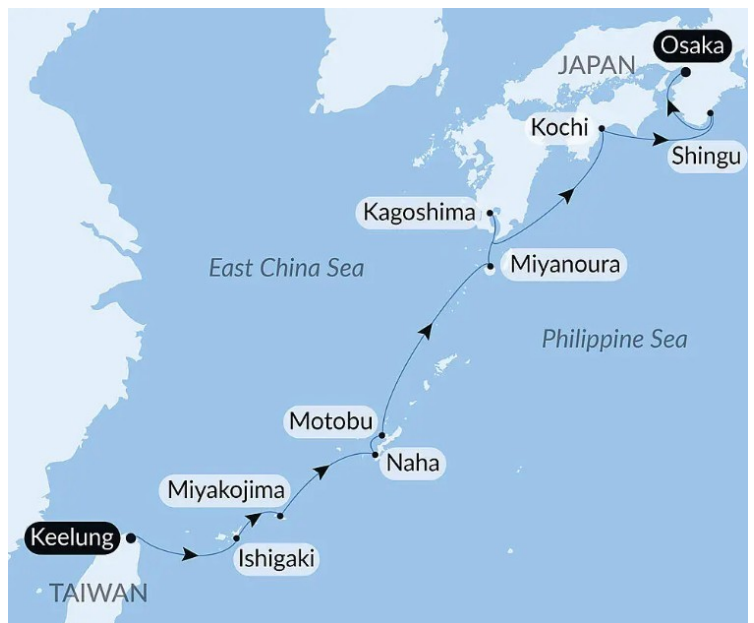 Osaka
JAPAN
Kochi
Shingu
Kagoshima
Miyanoura
East China Sea
Philippine Sea
Motobu
Naha
Miyakojima
Keelung
Ishigaki
TAIWAN